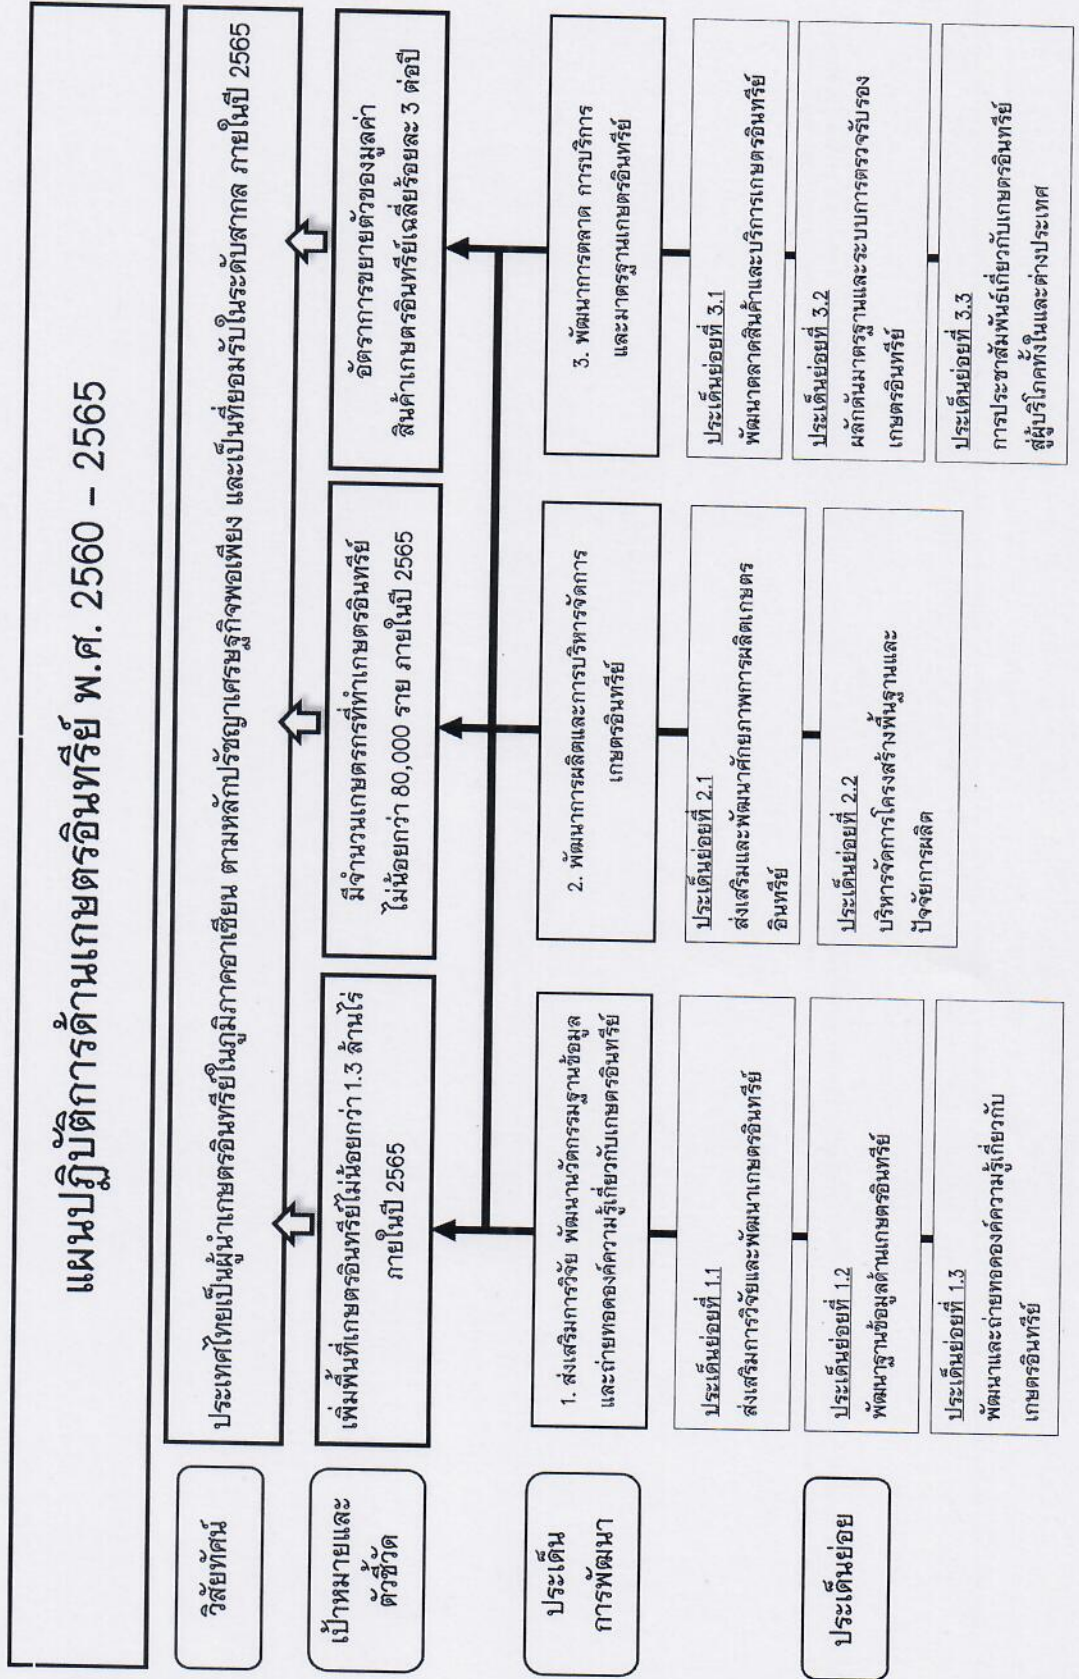 แผนปฏิบัติการด้านเกษตรอินทรีย์ พ.ศ. 2560 – 2565
วิสัยทัศน์
ประเทศไทยเป็นผู้นำเกษตรอินทรีย์ในภูมิภาคอาเซียน ตามหลักปรัชญาเศรษฐกิจพอเพียง และเป็นที่ยอมรับในระดับสากล ภายในปี 2565
เป้าหมายและ
ตัวชี้วัด
เพิ่มพื้นที่เกษตรอินทรีย์ไม่น้อยกว่า 1.3 ล้านไร่
ภายในปี 2565
มีจำนวนเกษตรกรที่ทำเกษตรอินทรีย์
ไม่น้อยกว่า 80,000 ราย ภายในปี 2565
อัตราการขยายตัวของมูลค่า
สินค้าเกษตรอินทรีย์เฉลี่ยร้อยละ 3 ต่อปี
ประเด็น
การพัฒนา
1. ส่งเสริมการวิจัย พัฒนานวัตกรรมฐานข้อมูล
และถ่ายทอดองค์ความรู้เกี่ยวกับเกษตรอินทรีย์
2. พัฒนาการผลิตและการบริหารจัดการ
เกษตรอินทรีย์
3. พัฒนาการตลาด การบริการ
และมาตรฐานเกษตรอินทรีย์
ประเด็นย่อย
ประเด็นย่อยที่ 1.1
ส่งเสริมการวิจัยและพัฒนาเกษตรอินทรีย์
ประเด็นย่อยที่ 1.2
พัฒนาฐานข้อมูลด้านเกษตรอินทรีย์
ประเด็นย่อยที่ 1.3
พัฒนาและถ่ายทอดองค์ความรู้เกี่ยวกับ
เกษตรอินทรีย์
ประเด็นย่อยที่ 2.1
ส่งเสริมและพัฒนาศักยภาพการผลิตเกษตร
อินทรีย์
ประเด็นย่อยที่ 2.2
บริหารจัดการโครงสร้างพื้นฐานและ
ปัจจัยการผลิต
ประเด็นย่อยที่ 3.1
พัฒนาตลาดสินค้าและบริการเกษตรอินทรีย์
ประเด็นย่อยที่ 3.2
ผลักดันมาตรฐานและระบบการตรวจรับรอง
เกษตรอินทรีย์
ประเด็นย่อยที่ 3.3
การประชาสัมพันธ์เกี่ยวกับเกษตรอินทรีย์
สู่ผู้บริโภคทั้งในและต่างประเทศ